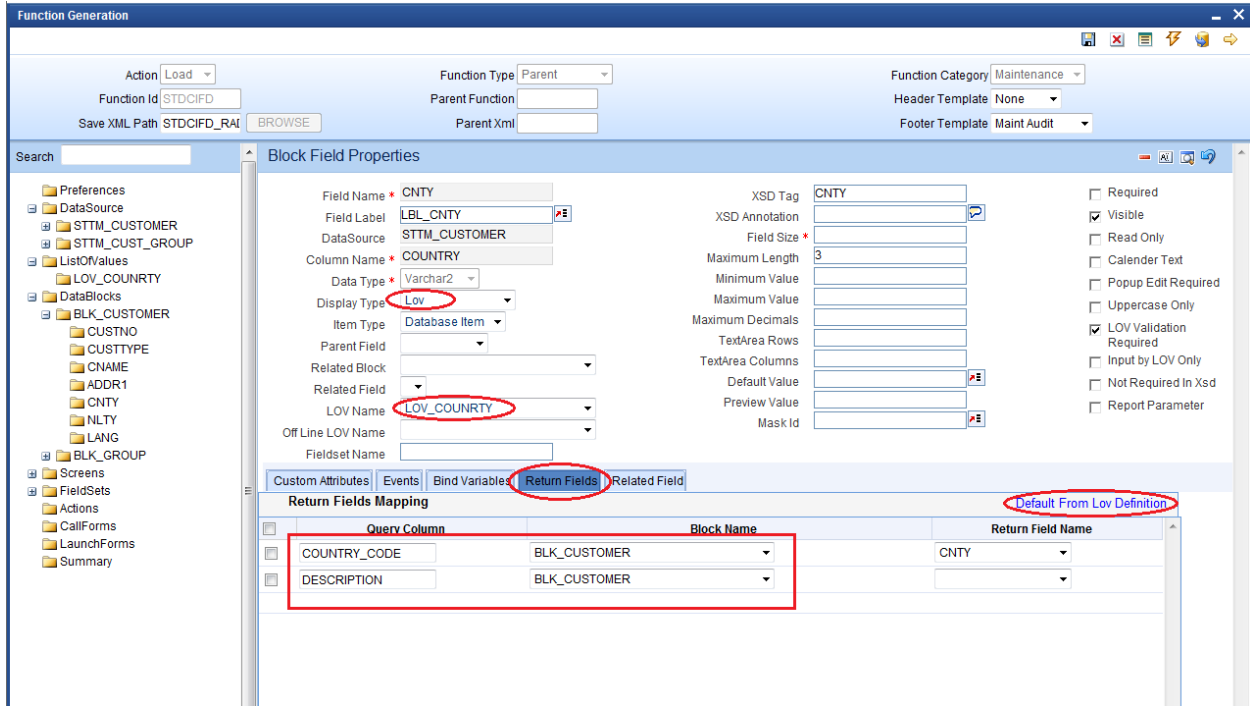 Function Generation
Action Load
Function Type Parent
Function Category Maintenance
Function Id STDCIFD
Parent Function
Header Template None
Save XML Path STDCIFD_RAI BROWSE
Parent Xml
Footer Template Maint Audit
Search
Preferences
DataSource
STTM_CUSTOMER
STTM_CUST_GROUP
ListOfValues
LOV_COUNRTY
DataBlocks
BLK_CUSTOMER
CUSTNO
CUSTTYPE
CNAME
ADDR1
CNTY
NLTY
LANG
BLK_GROUP
Screens
FieldSets
Actions
CallForms
LaunchForms
Summary
Block Field Properties
Field Name * CNTY
Field Label LBL_CNTY
DataSource STTM_CUSTOMER
Column Name * COUNTRY
Data Type * Varchar2
Display Type Lov
Item Type Database Item
Parent Field
Related Block
Related Field
LOV Name LOV_COUNRTY
Off Line LOV Name
Fieldset Name
XSD Tag CNTY
XSD Annotation
Field Size *
Maximum Length 3
Minimum Value
Maximum Value
Maximum Decimals
TextArea Rows
TextArea Columns
Default Value
Preview Value
Mask Id
Required
Visible
Read Only
Calender Text
Popup Edit Required
Uppercase Only
LOV Validation
Required
Input by LOV Only
Not Required In Xsd
Report Parameter
Custom Attributes Events Bind Variables Return Fields Related Field
Return Fields Mapping
Default From Lov Definition
Query Column Block Name Return Field Name
COUNTRY_CODE BLK_CUSTOMER CNTY
DESCRIPTION BLK_CUSTOMER